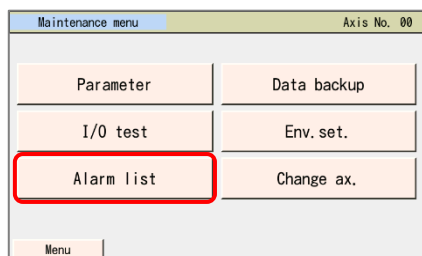 Maintenance menu Axis No. 00
Parameter Data backup
I/O test Env.set.
Alarm list Change ax.
Menu